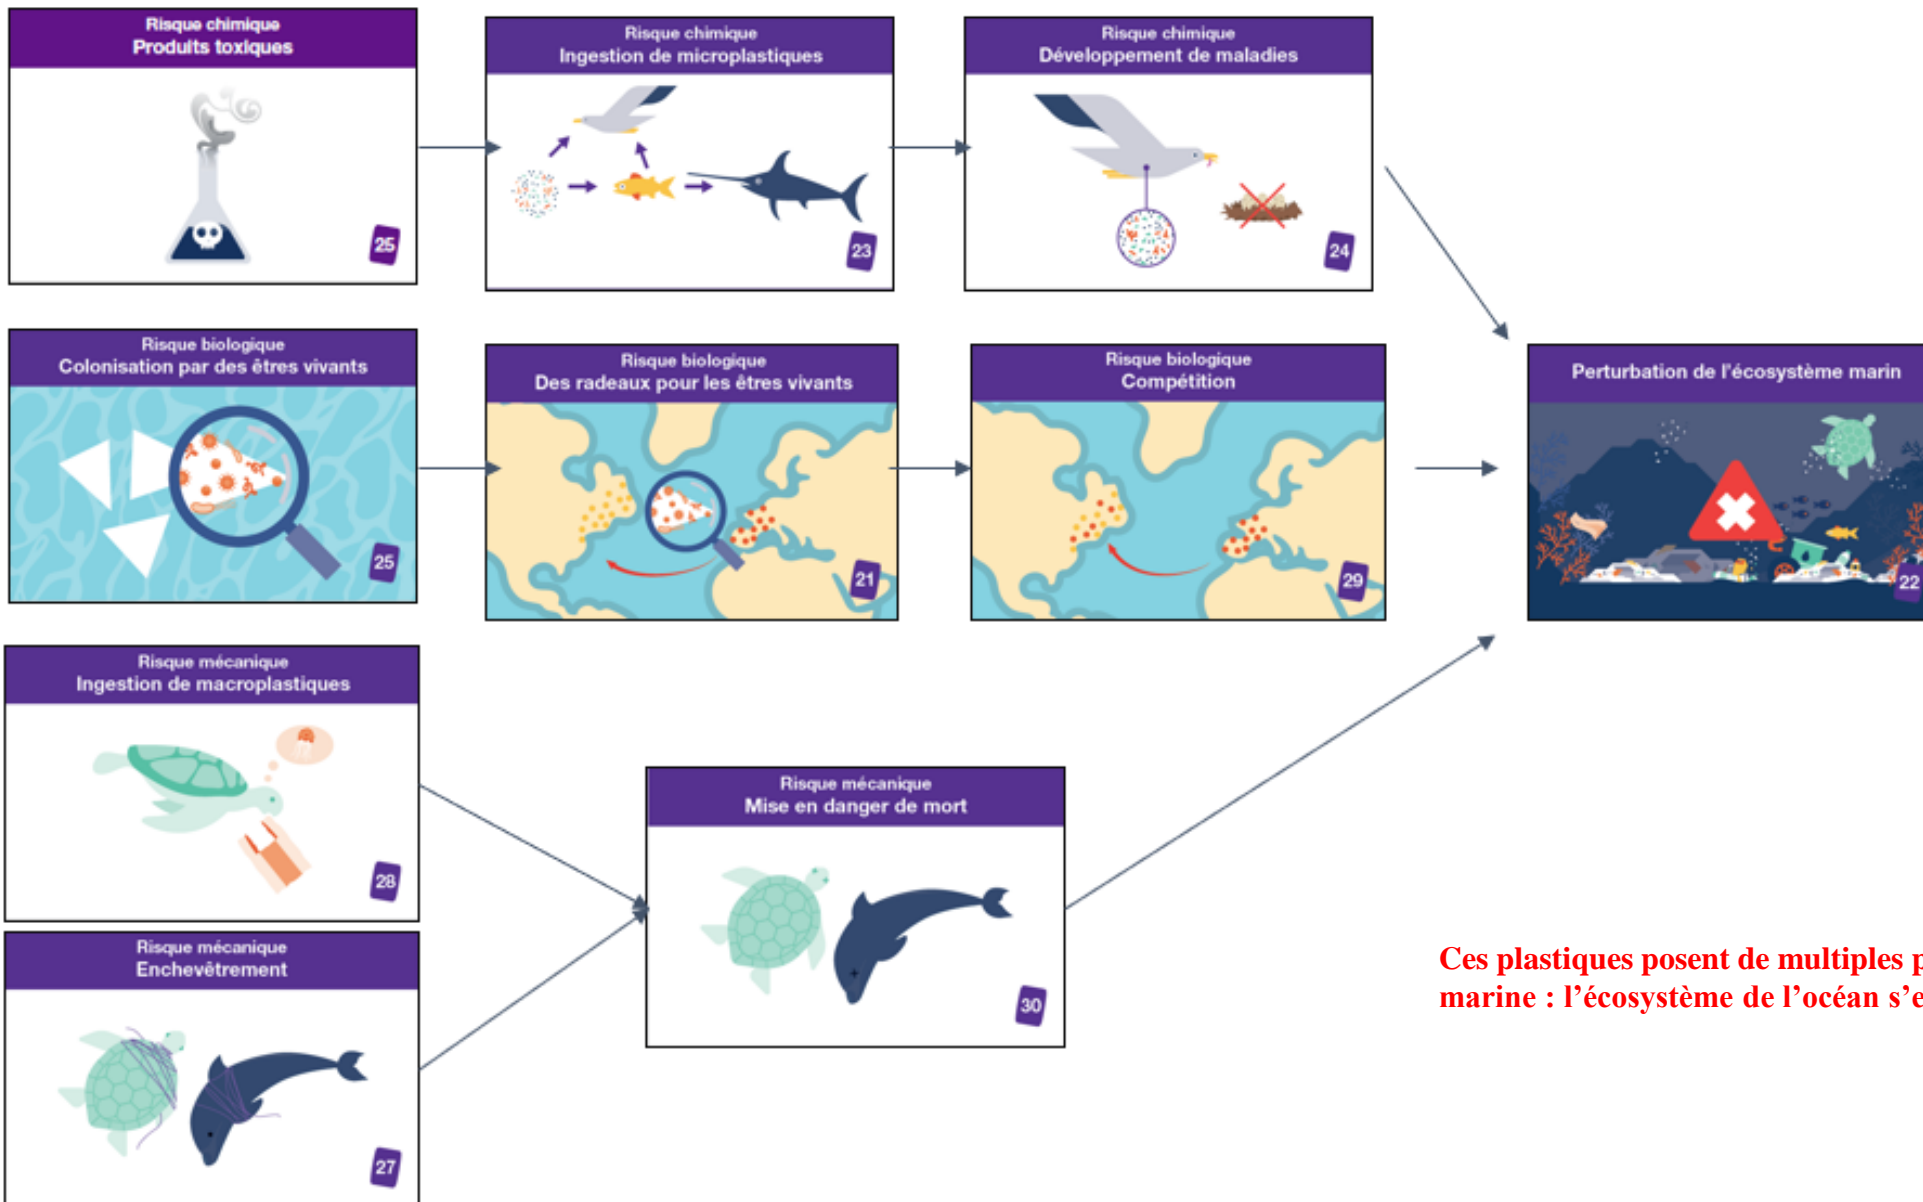 Risque chimique
Produits toxiques
25
Risque chimique
Ingestion de microplastiques
23
Risque chimique
Développement de maladies
24
Risque biologique
Colonisation par des êtres vivants
25
Risque biologique
Des radeaux pour les êtres vivants
21
Risque biologique
Compétition
29
Perturbation de l'écosystème marin
22
Risque mécanique
Ingestion de macroplastiques
28
Risque mécanique
Mise en danger de mort
30
Risque mécanique
Enchevêtrement
27
Ces plastiques posent de multiples
marine : l’écosystème de l’océan